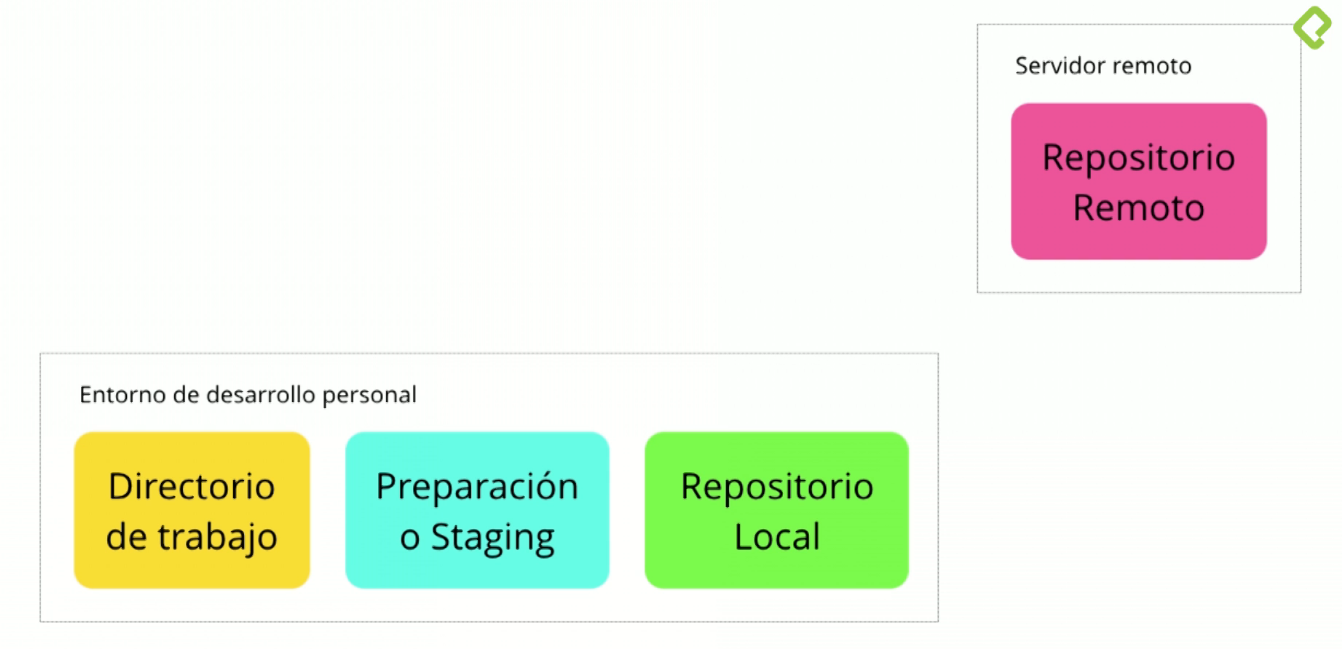 Servidor remoto
Repositorio
Remoto
Entorno de desarrollo personal
Directorio
de trabajo
Preparación
o Staging
Repositorio
Local